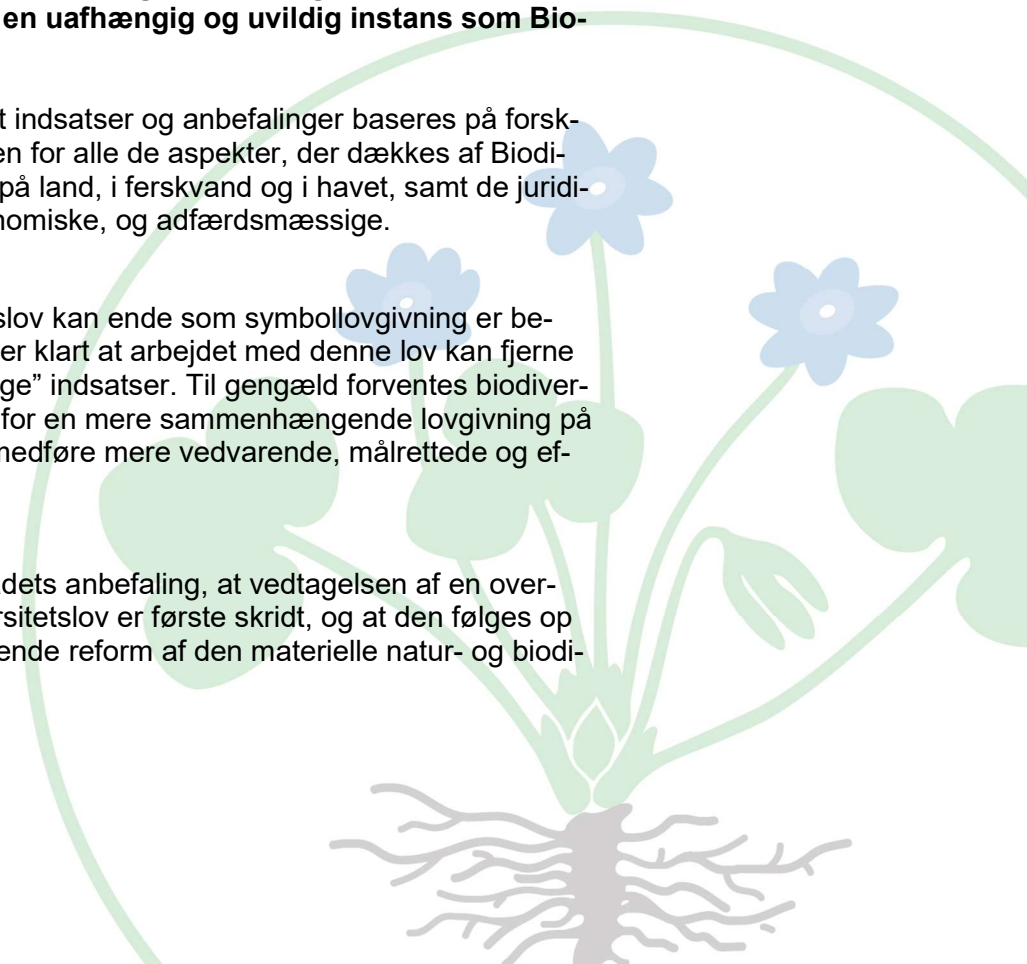 en uafhængig og uvildig instans som Bio-
t indsatser og anbefalinger baseres på forsk-
en for alle de aspekter, der dækkes af Biodi-
på land, i ferskvand og i havet, samt de juridi-
nomiske, og adfærdsmæssige.
slov kan ende som symbollovgivning er be-
er klart at arbejdet med denne lov kan fjerne
ge” indsatser. Til gengæld forventes biodiver-
for en mere sammenhængende lovgivning på
medføre mere vedvarende, målrettede og ef-
dets anbefaling, at vedtagelsen af en over-
rsitetslov er første skridt, og at den følges op
ende reform af den materielle natur- og biodi-